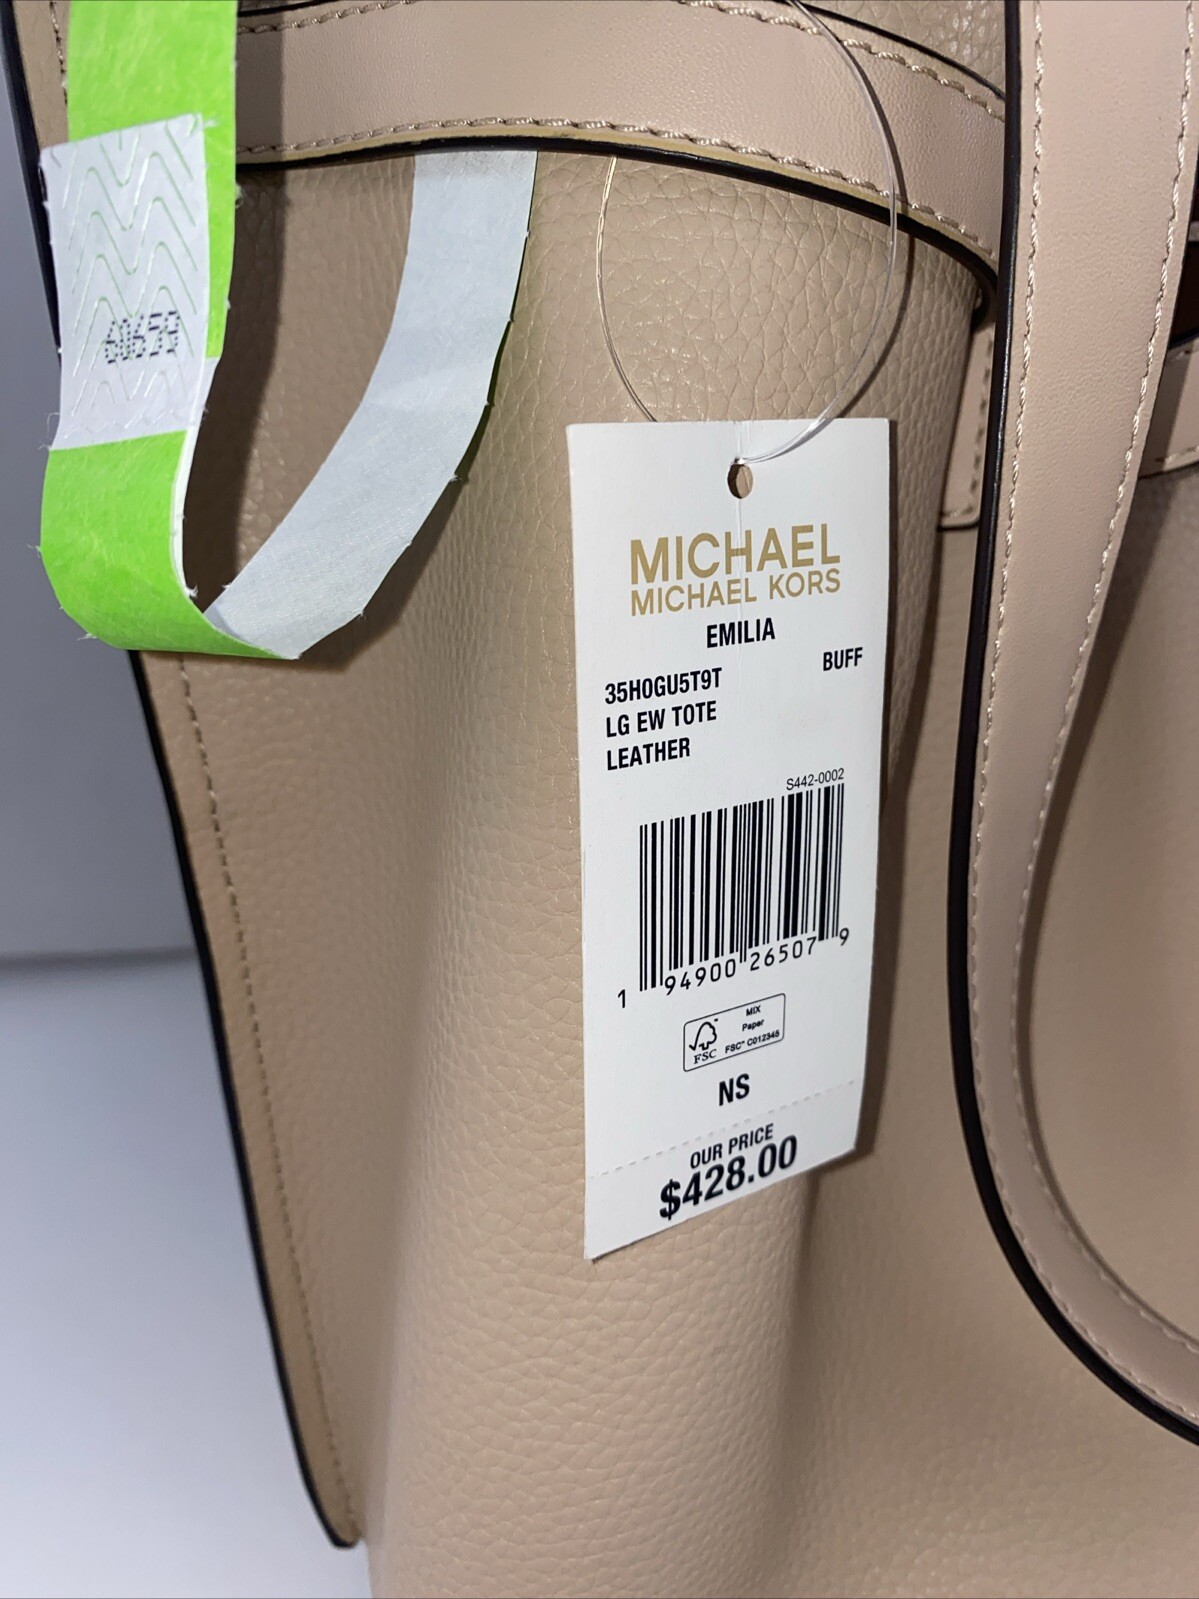 60659
MICHAEL
MICHAEL KORS
EMILIA
35H0GU5T9T BUFF
LG EW TOTE
LEATHER
S442-0002
1 94900 26507 9
FSC
MIX
Paper
FSC™ C012345
NS
OUR PRICE
$428.00